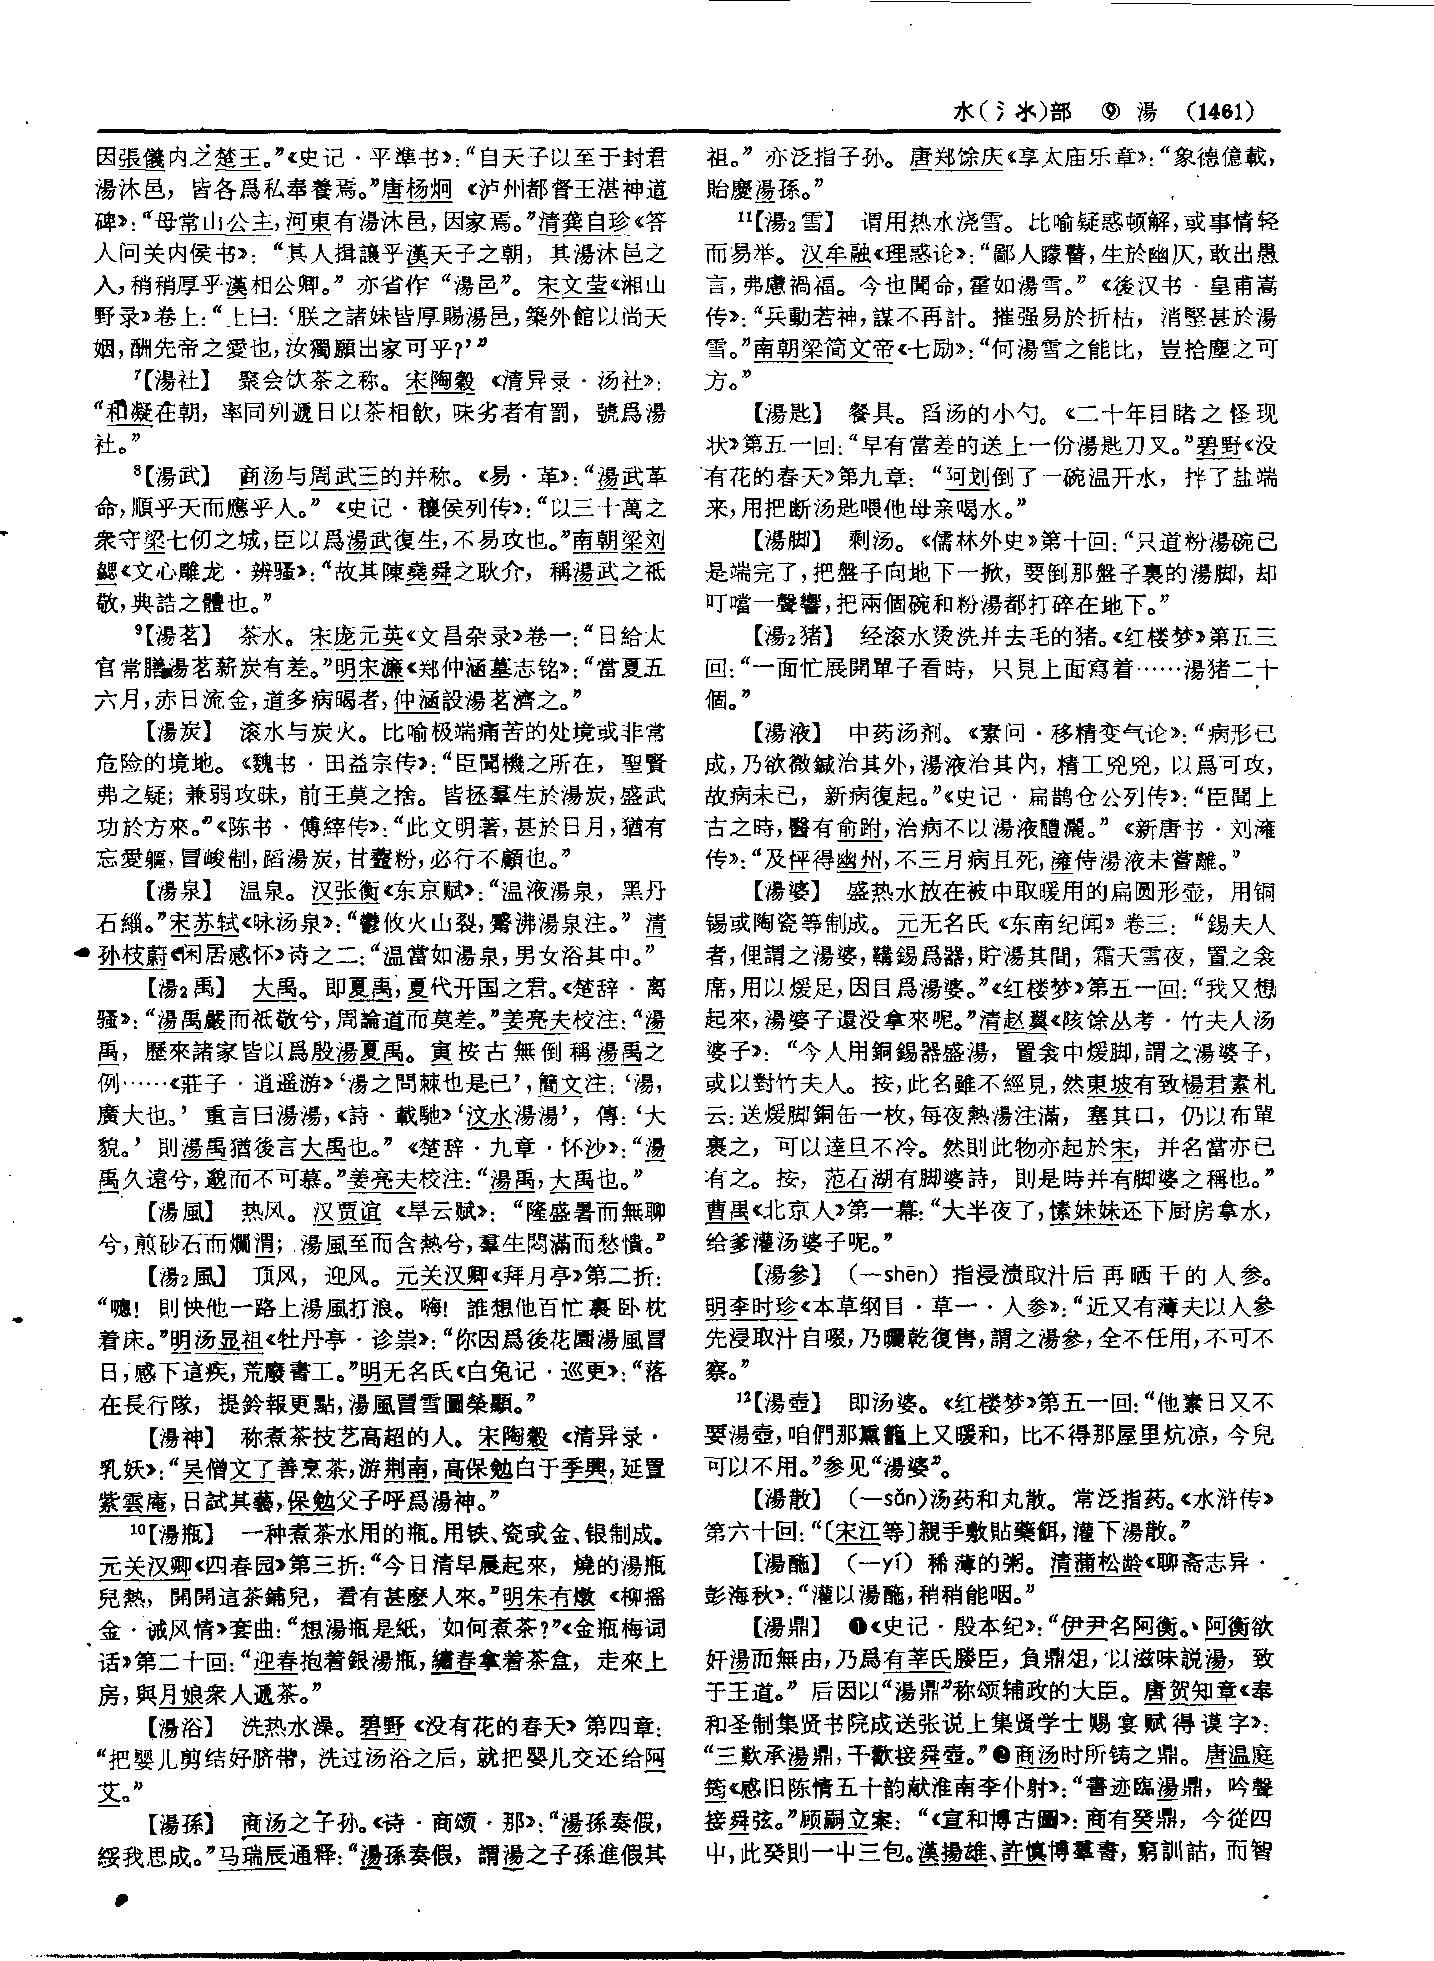 水(氵氺)部 ⑨ 湯 (1461)
因張儀内之楚王。”《史记·平準书》：“自天子以至于封君
湯沐邑，皆各爲私奉養焉。”唐杨炯《泸州都督王湛神道
碑》：“母常山公主，河東有湯沐邑，因家焉。”清龚自珍《答
人问关内侯书》：“其人揖讓乎漢天子之朝，其湯沐邑之
入，稍稍厚乎漢相公卿。”亦省作“湯邑”。宋文莹《湘山
野录》卷上：“上曰：‘朕之諸妹皆厚賜湯邑，築外館以尚天
姻，酬先帝之愛也，汝獨願出家可乎？’”
7【湯社】 聚会饮茶之称。宋陶穀《清异录·汤社》：
“和凝在朝，率同列遞日以茶相飲，味劣者有罰，號爲湯
社。”
8【湯武】 商汤与周武王的并称。《易·革》：“湯武革
命，順乎天而應乎人。”《史记·穰侯列传》：“以三十萬之
衆守梁七仞之城，臣以爲湯武復生，不易攻也。”南朝梁刘
勰《文心雕龙·辨骚》：“故其陳堯舜之耿介，稱湯武之祗
敬，典誥之體也。”
9【湯茗】 茶水。宋庞元英《文昌杂录》卷一：“日給太
官常膳湯茗薪炭有差。”明宋濂《郑仲涵墓志铭》：“當夏五
六月，赤日流金，道多病暍者，仲涵設湯茗濟之。”
【湯炭】 滚水与炭火。比喻极端痛苦的处境或非常
危险的境地。《魏书·田益宗传》：“臣聞機之所在，聖賢
弗之疑；兼弱攻昧，前王莫之捨。皆拯羣生於湯炭，盛武
功於方來。”《陈书·傅縡传》：“此文明著，甚於日月，猶有
忘愛軀，冒峻制，蹈湯炭，甘虀粉，必行不顧也。”
【湯泉】 温泉。汉张衡《东京赋》：“温液湯泉，黑丹
石緇。”宋苏轼《咏汤泉》：“鬱攸火山裂，觱沸湯泉注。”清
孙枝蔚《闲居感怀》诗之二：“温當如湯泉，男女浴其中。”
【湯2禹】 大禹。即夏禹，夏代开国之君。《楚辞·离
骚》：“湯禹嚴而祗敬兮，周論道而莫差。”姜亮夫校注：“湯
禹，歷來諸家皆以爲殷湯夏禹。寅按古無倒稱湯禹之
例……《莊子·逍遥游》‘湯之問棘也是已’，簡文注：‘湯，
廣大也。’重言曰湯湯，《詩·載馳》‘汶水湯湯’，傳：‘大
貌。’則湯禹猶後言大禹也。”《楚辞·九章·怀沙》：“湯
禹久遠兮，邈而不可慕。”姜亮夫校注：“湯禹，大禹也。”
【湯風】 热风。汉贾谊《旱云赋》：“隆盛暑而無聊
兮，煎砂石而爛渭；湯風至而含熱兮，羣生悶滿而愁憒。”
【湯2風】 顶风，迎风。元关汉卿《拜月亭》第二折：
“嗯！則怏他一路上湯風打浪。嗨！誰想他百忙裏卧枕
着床。”明汤显祖《牡丹亭·诊祟》：“你因爲後花園湯風冒
日，感下這疾，荒廢書工。”明无名氏《白兔记·巡更》：“落
在長行隊，提鈴報更點，湯風冒雪圖榮顯。”
【湯神】 称煮茶技艺高超的人。宋陶穀《清异录·
乳妖》：“吴僧文了善烹茶，游荆南，高保勉白于季興，延置
紫雲庵，日試其藝，保勉父子呼爲湯神。”
10【湯瓶】 一种煮茶水用的瓶。用铁、瓷或金、银制成。
元关汉卿《四春园》第三折：“今日清早晨起來，燒的湯瓶
兒熱，開開這茶鋪兒，看有甚麽人來。”明朱有燉《柳摇
金·诫风情》套曲：“想湯瓶是紙，如何煮茶？”《金瓶梅词
话》第二十回：“迎春抱着銀湯瓶，繡春拿着茶盒，走來上
房，與月娘衆人遞茶。”
【湯浴】 洗热水澡。碧野《没有花的春天》第四章：
“把婴儿剪结好脐带，洗过汤浴之后，就把婴儿交还给阿
艾。”
【湯孫】 商汤之子孙。《诗·商颂·那》：“湯孫奏假，
綏我思成。”马瑞辰通释：“湯孫奏假，謂湯之子孫進假其
祖。”亦泛指子孙。唐郑馀庆《享太庙乐章》：“象德億載，
貽慶湯孫。”
11【湯2雪】 谓用热水浇雪。比喻疑惑顿解，或事情轻
而易举。汉牟融《理惑论》：“鄙人矇瞽，生於幽仄，敢出愚
言，弗慮禍福。今也聞命，霍如湯雪。”《後汉书·皇甫嵩
传》：“兵動若神，謀不再計。摧强易於折枯，消堅甚於湯
雪。”南朝梁简文帝《七励》：“何湯雪之能比，豈拾塵之可
方。”
【湯匙】 餐具。舀汤的小勺。《二十年目睹之怪现
状》第五一回：“早有當差的送上一份湯匙刀叉。”碧野《没
有花的春天》第九章：“阿划倒了一碗温开水，拌了盐端
来，用把断汤匙喂他母亲喝水。”
【湯脚】 剩汤。《儒林外史》第十回：“只道粉湯碗已
是端完了，把盤子向地下一掀，要倒那盤子裏的湯脚，却
叮噹一聲響，把兩個碗和粉湯都打碎在地下。”
【湯2猪】 经滚水烫洗并去毛的猪。《红楼梦》第五三
回：“一面忙展開單子看時，只見上面寫着……湯猪二十
個。”
【湯液】 中药汤剂。《素问·移精变气论》：“病形已
成，乃欲微鍼治其外，湯液治其内，精工兇兇，以爲可攻，
故病未已，新病復起。”《史记·扁鹊仓公列传》：“臣聞上
古之時，醫有俞跗，治病不以湯液醴灑。”《新唐书·刘澭
传》：“及怦得幽州，不三月病且死，澭侍湯液未嘗離。”
【湯婆】 盛热水放在被中取暖用的扁圆形壶，用铜
锡或陶瓷等制成。元无名氏《东南纪闻》卷三：“錫夫人
者，俚謂之湯婆，鞲錫爲器，貯湯其間，霜天雪夜，置之衾
席，用以煖足，因目爲湯婆。”《红楼梦》第五一回：“我又想
起來，湯婆子還没拿來呢。”清赵翼《陔馀丛考·竹夫人汤
婆子》：“今人用銅錫器盛湯，置衾中煖脚，謂之湯婆子，
或以對竹夫人。按，此名雖不經見，然東坡有致楊君素札
云：送煖脚銅缶一枚，每夜熱湯注滿，塞其口，仍以布單
裹之，可以達旦不冷。然則此物亦起於宋，并名當亦已
有之。按，范石湖有脚婆詩，則是時并有脚婆之稱也。”
曹禺《北京人》第一幕：“大半夜了，愫妹妹还下厨房拿水，
给爹灌汤婆子呢。”
【湯參】 （—shēn）指浸渍取汁后再晒干的人参。
明李时珍《本草纲目·草一·人参》：“近又有薄夫以人參
先浸取汁自啜，乃曬乾復售，謂之湯參，全不任用，不可不
察。”
12【湯壺】 即汤婆。《红楼梦》第五一回：“他素日又不
要湯壺，咱們那薰籠上又暖和，比不得那屋里炕凉，今兒
可以不用。”参见“湯婆”。
【湯散】 （—sǎn）汤药和丸散。常泛指药。《水浒传》
第六十回：“〔宋江等〕親手敷貼藥餌，灌下湯散。”
【湯酏】 （—yí）稀薄的粥。清蒲松龄《聊斋志异·
彭海秋》：“灌以湯酏，稍稍能咽。”
【湯鼎】 ❶《史记·殷本纪》：“伊尹名阿衡。阿衡欲
奸湯而無由，乃爲有莘氏媵臣，負鼎俎，以滋味説湯，致
于王道。”后因以“湯鼎”称颂辅政的大臣。唐贺知章《奉
和圣制集贤书院成送张说上集贤学士赐宴赋得谟字》：
“三歎承湯鼎，千歡接舜壺。”❷商汤时所铸之鼎。唐温庭
筠《感旧陈情五十韵献淮南李仆射》：“書迹臨湯鼎，吟聲
接舜弦。”顾嗣立案：“《宣和博古圖》：商有癸鼎，今從四
屮，此癸則一屮三包。漢揚雄、許慎博羣書，窮訓詁，而智